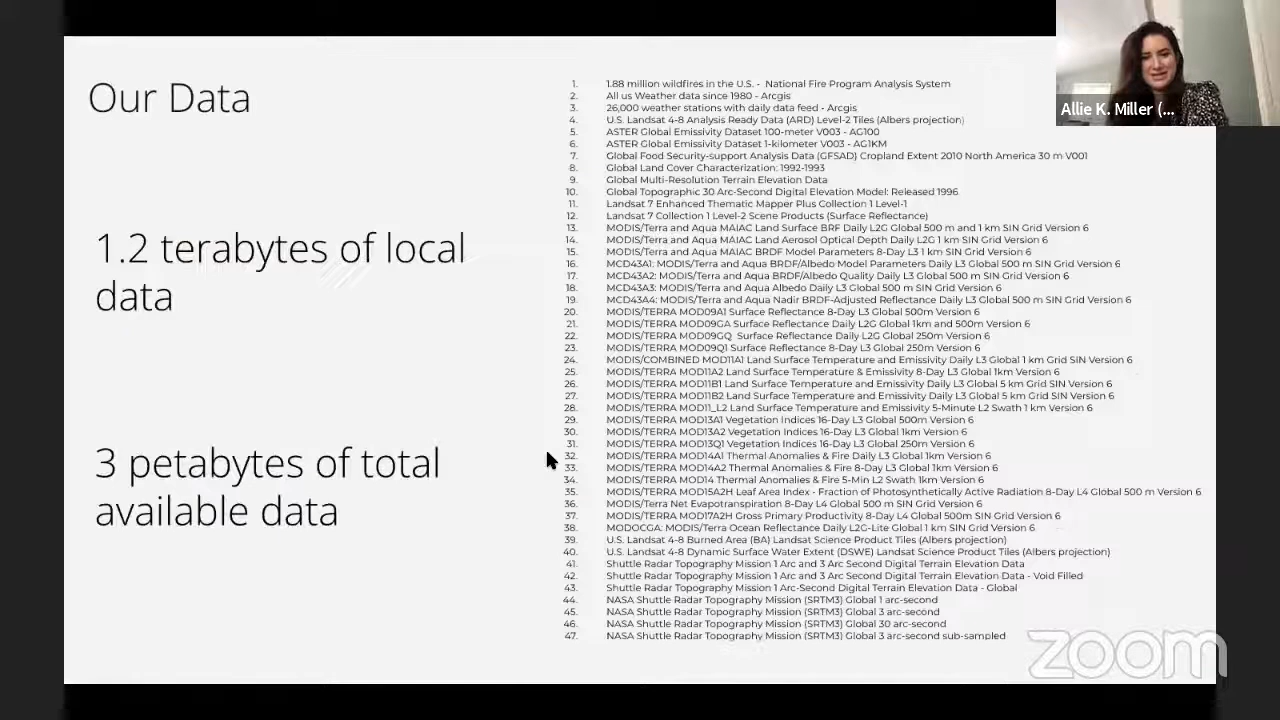 Our Data
1.2 terabytes of local
data
3 petabytes of total
available data
1. 1.88 million wildfires in the U.S. - National Fire Program Analysis System
2. All us Weather data since 1980 - Arcgis
3. 26,000 weather stations with daily data feed - Arcgis
4. U.S. Landsat 4-8 Analysis Ready Data (ARD) Level-2 Tiles (Albers projection)
5. ASTER Global Emissivity Dataset 100-meter V003 - AG100
6. ASTER Global Emissivity Dataset 1-kilometer V003 - AG1KM
7. Global Food Security-support Analysis Data (GFSAD) Cropland Extent 2010 North America 30 m V001
8. Global Land Cover Characterization: 1992-1993
9. Global Multi-Resolution Terrain Elevation Data
10. Global Topographic 30 Arc-Second Digital Elevation Model: Released 1996
11. Landsat 7 Enhanced Thematic Mapper Plus Collection 1 Level-1
12. Landsat 7 Collection 1 Level-2 Scene Products (Surface Reflectance)
13. MODIS/Terra and Aqua MAIAC Land Surface BRF Daily L2G Global 500 m and 1 km SIN Grid Version 6
14. MODIS/Terra and Aqua MAIAC Land Aerosol Optical Depth Daily L2G 1 km SIN Grid Version 6
15. MODIS/Terra and Aqua MAIAC BRDF Model Parameters 8-Day L3 1 km SIN Grid Version 6
16. MCD43A1: MODIS/Terra and Aqua BRDF/Albedo Model Parameters Daily L3 Global 500 m SIN Grid Version 6
17. MCD43A2: MODIS/Terra and Aqua BRDF/Albedo Quality Daily L3 Global 500 m SIN Grid Version 6
18. MCD43A3: MODIS/Terra and Aqua Albedo Daily L3 Global 500 m SIN Grid Version 6
19. MCD43A4: MODIS/Terra and Aqua Nadir BRDF-Adjusted Reflectance Daily L3 Global 500 m SIN Grid Version 6
20. MODIS/TERRA MOD09A1 Surface Reflectance 8-Day L3 Global 500m Version 6
21. MODIS/TERRA MOD09GA Surface Reflectance Daily L2G Global 1km and 500m Version 6
22. MODIS/TERRA MOD09GQ Surface Reflectance Daily L2G Global 250m Version 6
23. MODIS/TERRA MOD09Q1 Surface Reflectance 8-Day L3 Global 250m Version 6
24. MODIS/COMBINED MOD11A1 Land Surface Temperature and Emissivity Daily L3 Global 1 km Grid SIN Version 6
25. MODIS/TERRA MOD11A2 Land Surface Temperature & Emissivity 8-Day L3 Global 1km Version 6
26. MODIS/TERRA MOD11B1 Land Surface Temperature and Emissivity Daily L3 Global 5 km Grid SIN Version 6
27. MODIS/TERRA MOD11B2 Land Surface Temperature and Emissivity Daily L3 Global 5 km Grid SIN Version 6
28. MODIS/TERRA MOD11_L2 Land Surface Temperature and Emissivity 5-Minute L2 Swath 1 km Version 6
29. MODIS/TERRA MOD13A1 Vegetation Indices 16-Day L3 Global 500m Version 6
30. MODIS/TERRA MOD13A2 Vegetation Indices 16-Day L3 Global 1km Version 6
31. MODIS/TERRA MOD13Q1 Vegetation Indices 16-Day L3 Global 250m Version 6
32. MODIS/TERRA MOD14A1 Thermal Anomalies & Fire Daily L3 Global 1km Version 6
33. MODIS/TERRA MOD14A2 Thermal Anomalies & Fire 8-Day L3 Global 1km Version 6
34. MODIS/TERRA MOD14 Thermal Anomalies & Fire 5-Min L2 Swath 1km Version 6
35. MODIS/TERRA MOD15A2H Leaf Area Index - Fraction of Photosynthetically Active Radiation 8-Day L4 Global 500 m Version 6
36. MODIS/Terra Net Evapotranspiration 8-Day L4 Global 500 m SIN Grid Version 6
37. MODIS/TERRA MOD17A2H Gross Primary Productivity 8-Day L4 Global 500m SIN Grid Version 6
38. MODOCGA: MODIS/Terra Ocean Reflectance Daily L2G-Lite Global 1 km SIN Grid Version 6
39. U.S. Landsat 4-8 Burned Area (BA) Landsat Science Product Tiles (Albers projection)
40. U.S. Landsat 4-8 Dynamic Surface Water Extent (DSWE) Landsat Science Product Tiles (Albers projection)
41. Shuttle Radar Topography Mission 1 Arc and 3 Arc Second Digital Terrain Elevation Data
42. Shuttle Radar Topography Mission 1 Arc and 3 Arc Second Digital Terrain Elevation Data - Void Filled
43. Shuttle Radar Topography Mission 1 Arc-Second Digital Terrain Elevation Data - Global
44. NASA Shuttle Radar Topography Mission (SRTM3) Global 1 arc-second
45. NASA Shuttle Radar Topography Mission (SRTM3) Global 3 arc-second
46. NASA Shuttle Radar Topography Mission (SRTM3) Global 30 arc-second
47. NASA Shuttle Radar Topography Mission (SRTM3) Global 3 arc-second sub-sampled
Allie K. Miller (...
zoom